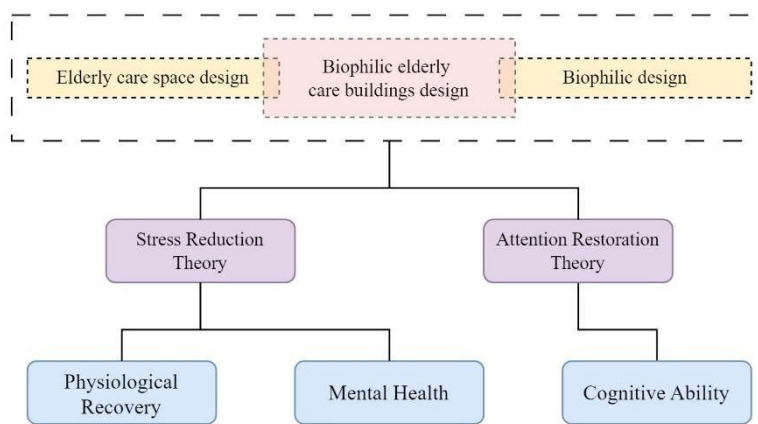 Elderly care space design
Biophilic elderly
care buildings design
Biophilic design
Stress Reduction
Theory
Attention Restoration
Theory
Physiological
Recovery
Mental Health
Cognitive Ability